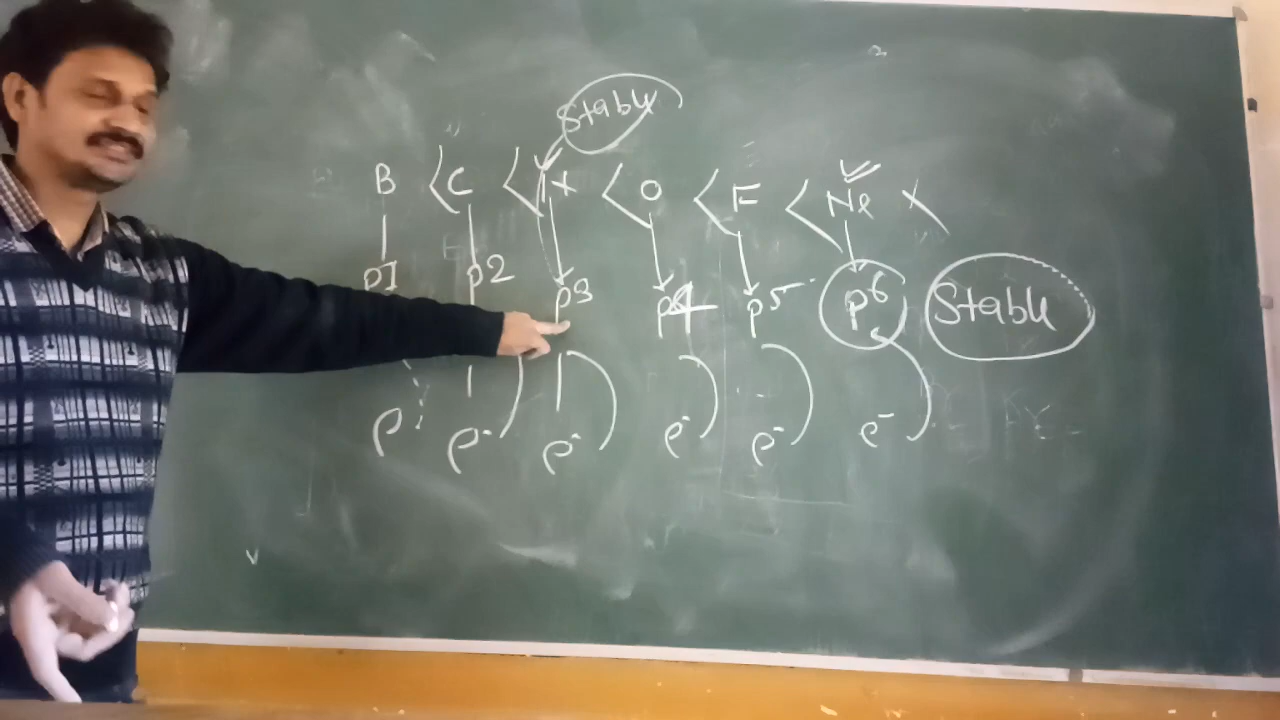 Stable
B < C < < O < F < Ne x
p1 p2 p3 p4 p5 p6 Stable
e e- e- e- e- e-